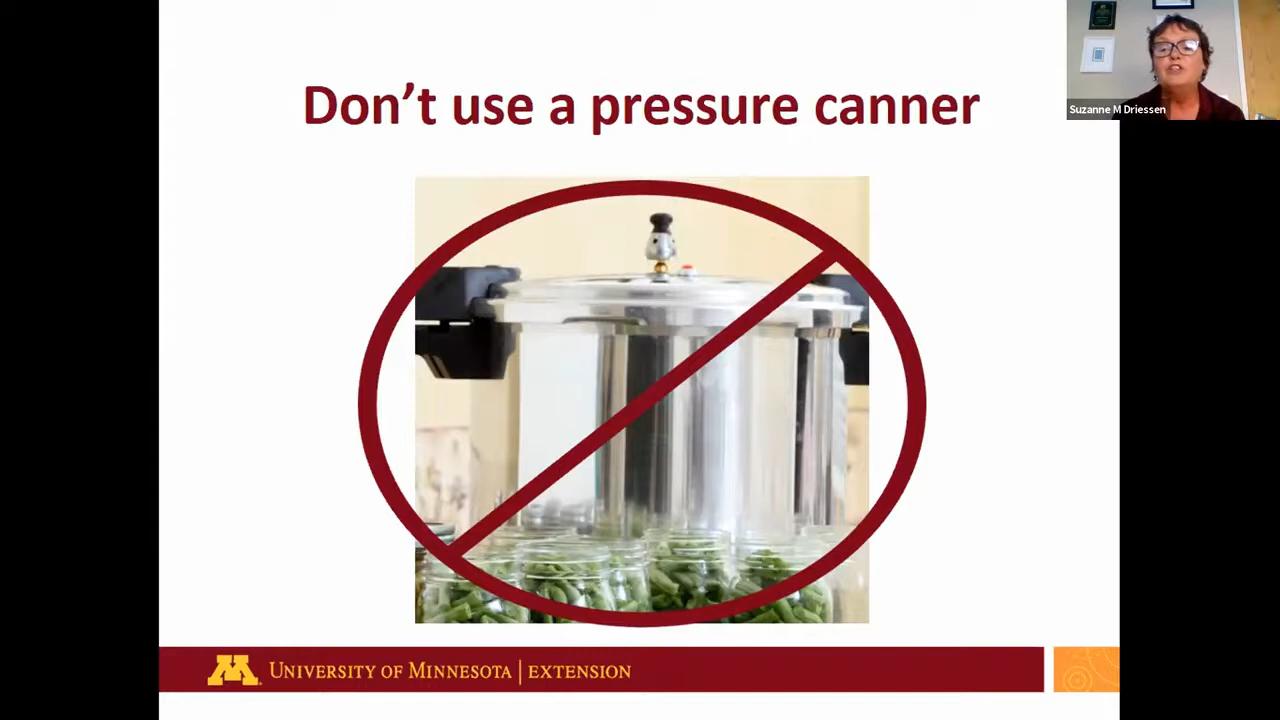 Don’t use a pressure canner
Suzanne M Driessen
UNIVERSITY OF MINNESOTA | EXTENSION